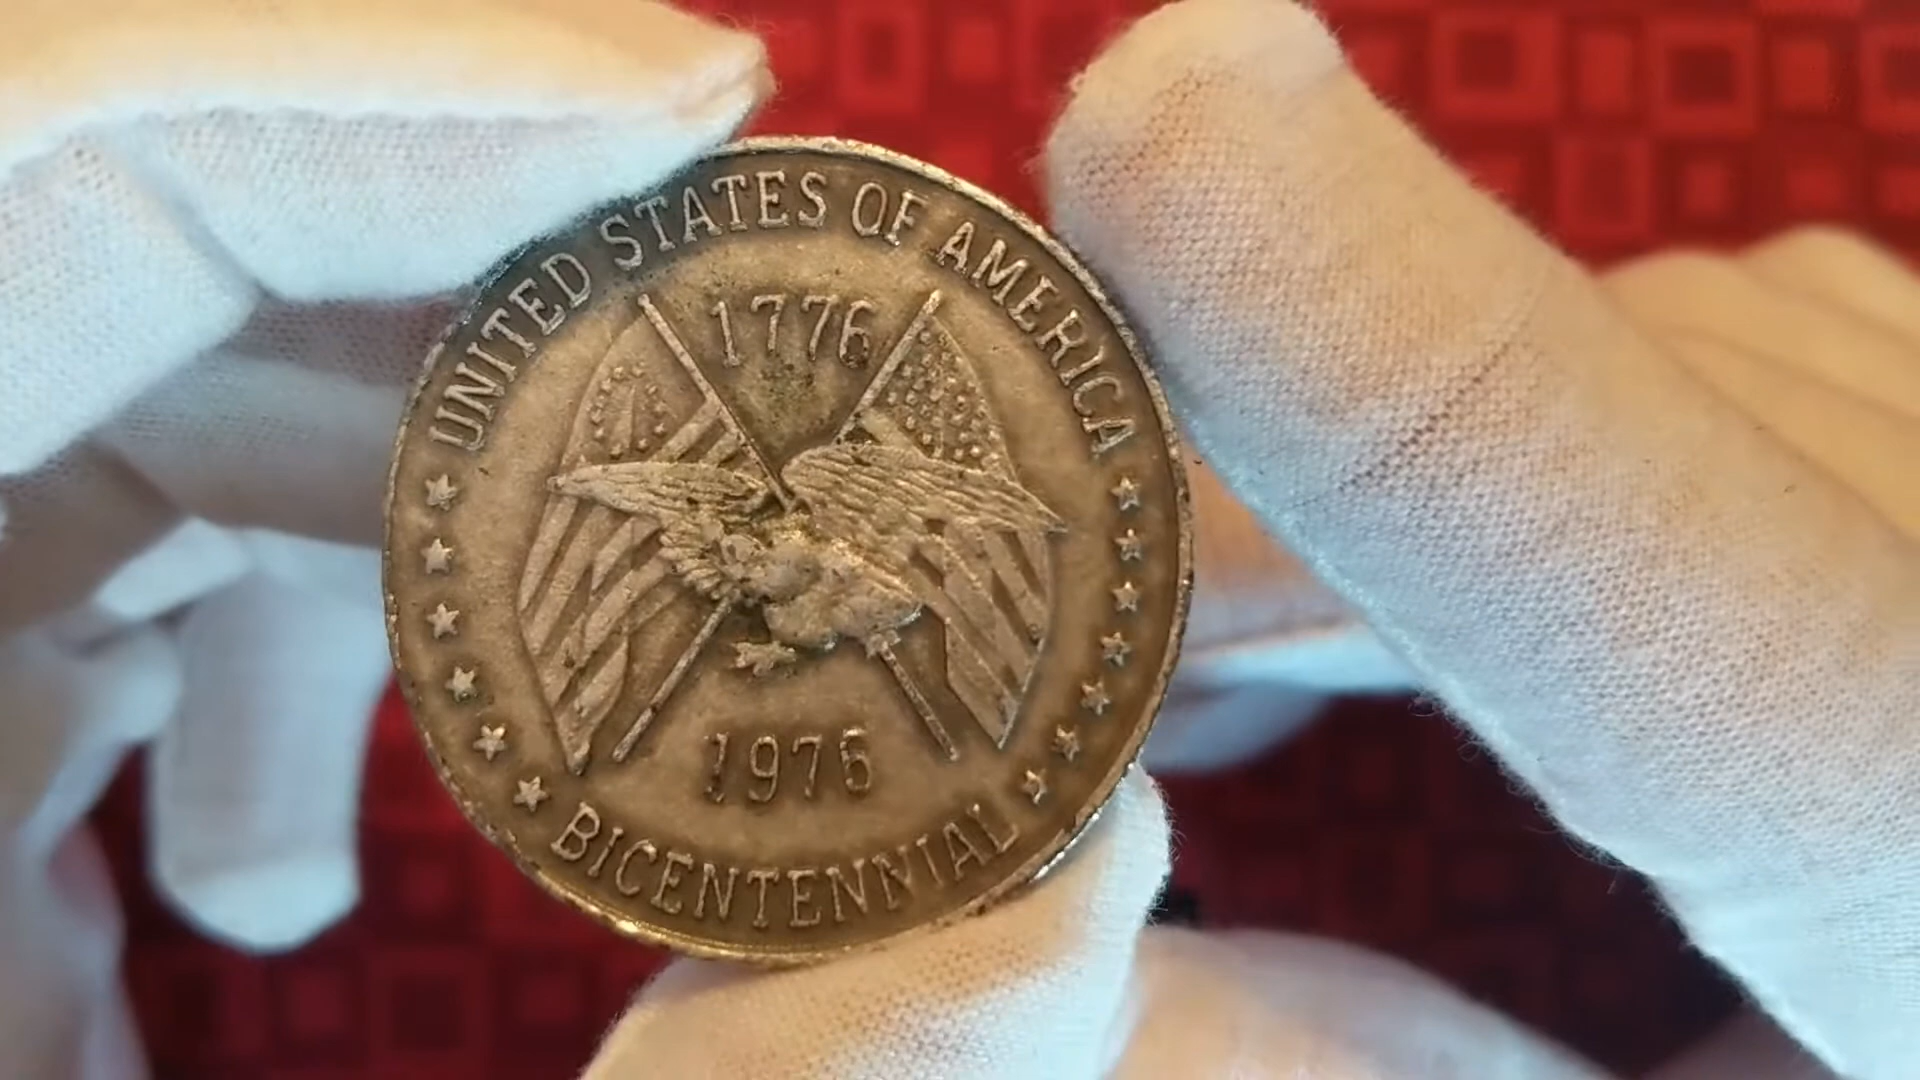 UNITED STATES OF AMERICA
1776
1976
BICENTENNIAL